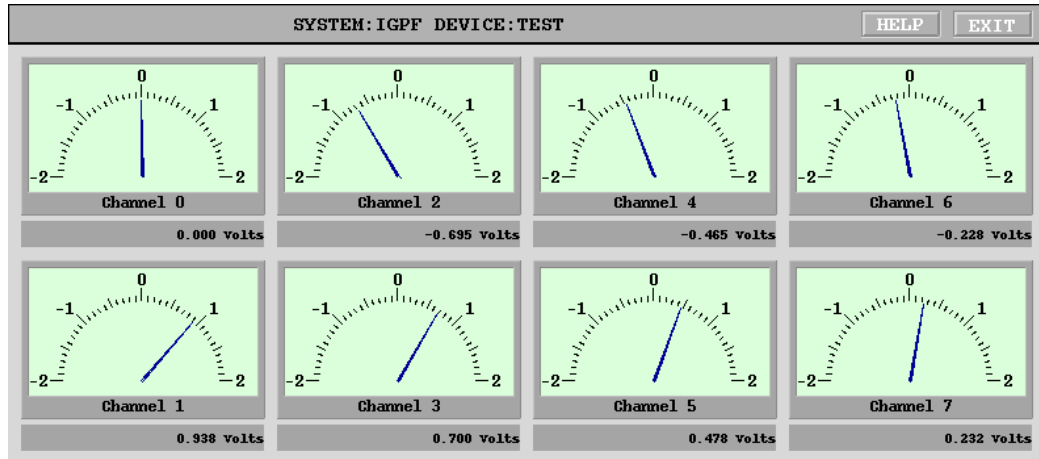 SYSTEM:IGPF DEVICE:TEST HELP EXIT
0 0 0 0
-1 1 -1 1 -1 1 -1 1
-2 2 -2 2 -2 2 -2 2
Channel 0 Channel 2 Channel 4 Channel 6
0.000 Volts -0.695 Volts -0.465 Volts -0.228 Volts
0 0 0 0
-1 1 -1 1 -1 1 -1 1
-2 2 -2 2 -2 2 -2 2
Channel 1 Channel 3 Channel 5 Channel 7
0.938 Volts 0.700 Volts 0.478 Volts 0.232 Volts